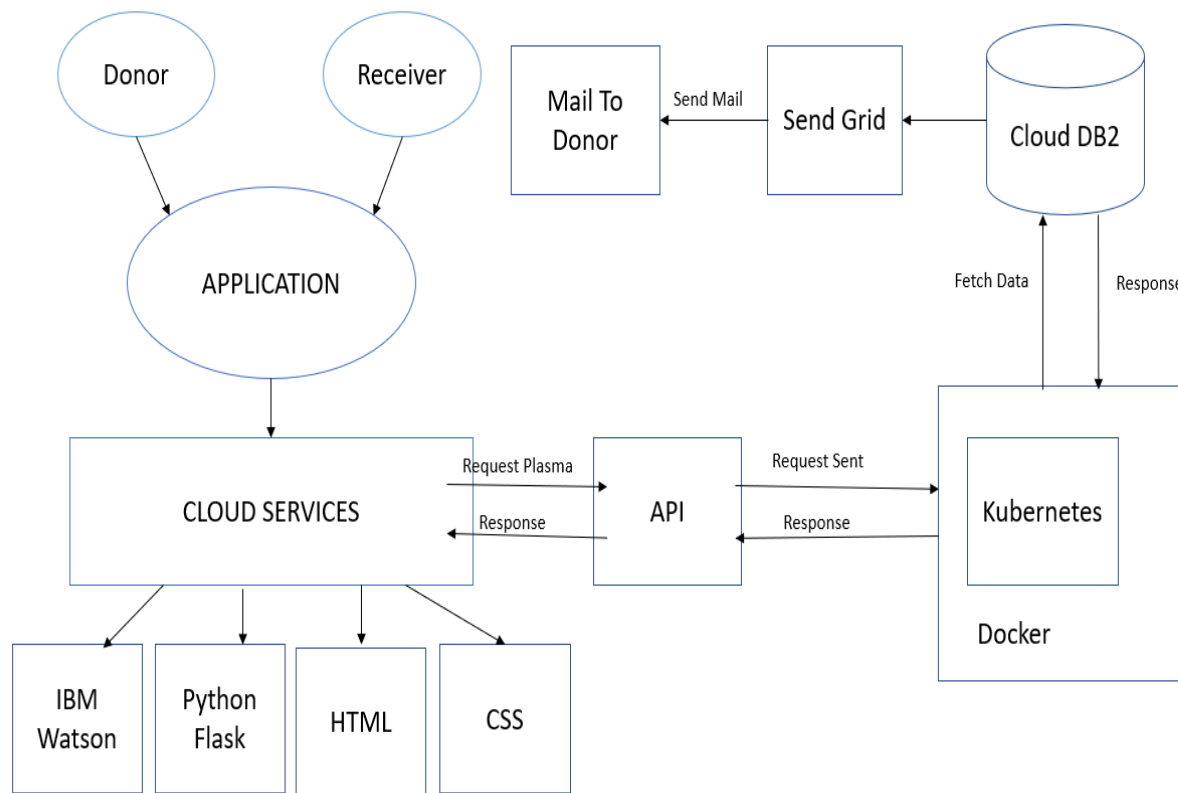 Donor
Receiver
Mail To
Donor
Send Mail
Send Grid
Cloud DB2
APPLICATION
Fetch Data
Response
CLOUD SERVICES
Request Plasma
Response
API
Request Sent
Response
Kubernetes
Docker
IBM
Watson
Python
Flask
HTML
CSS